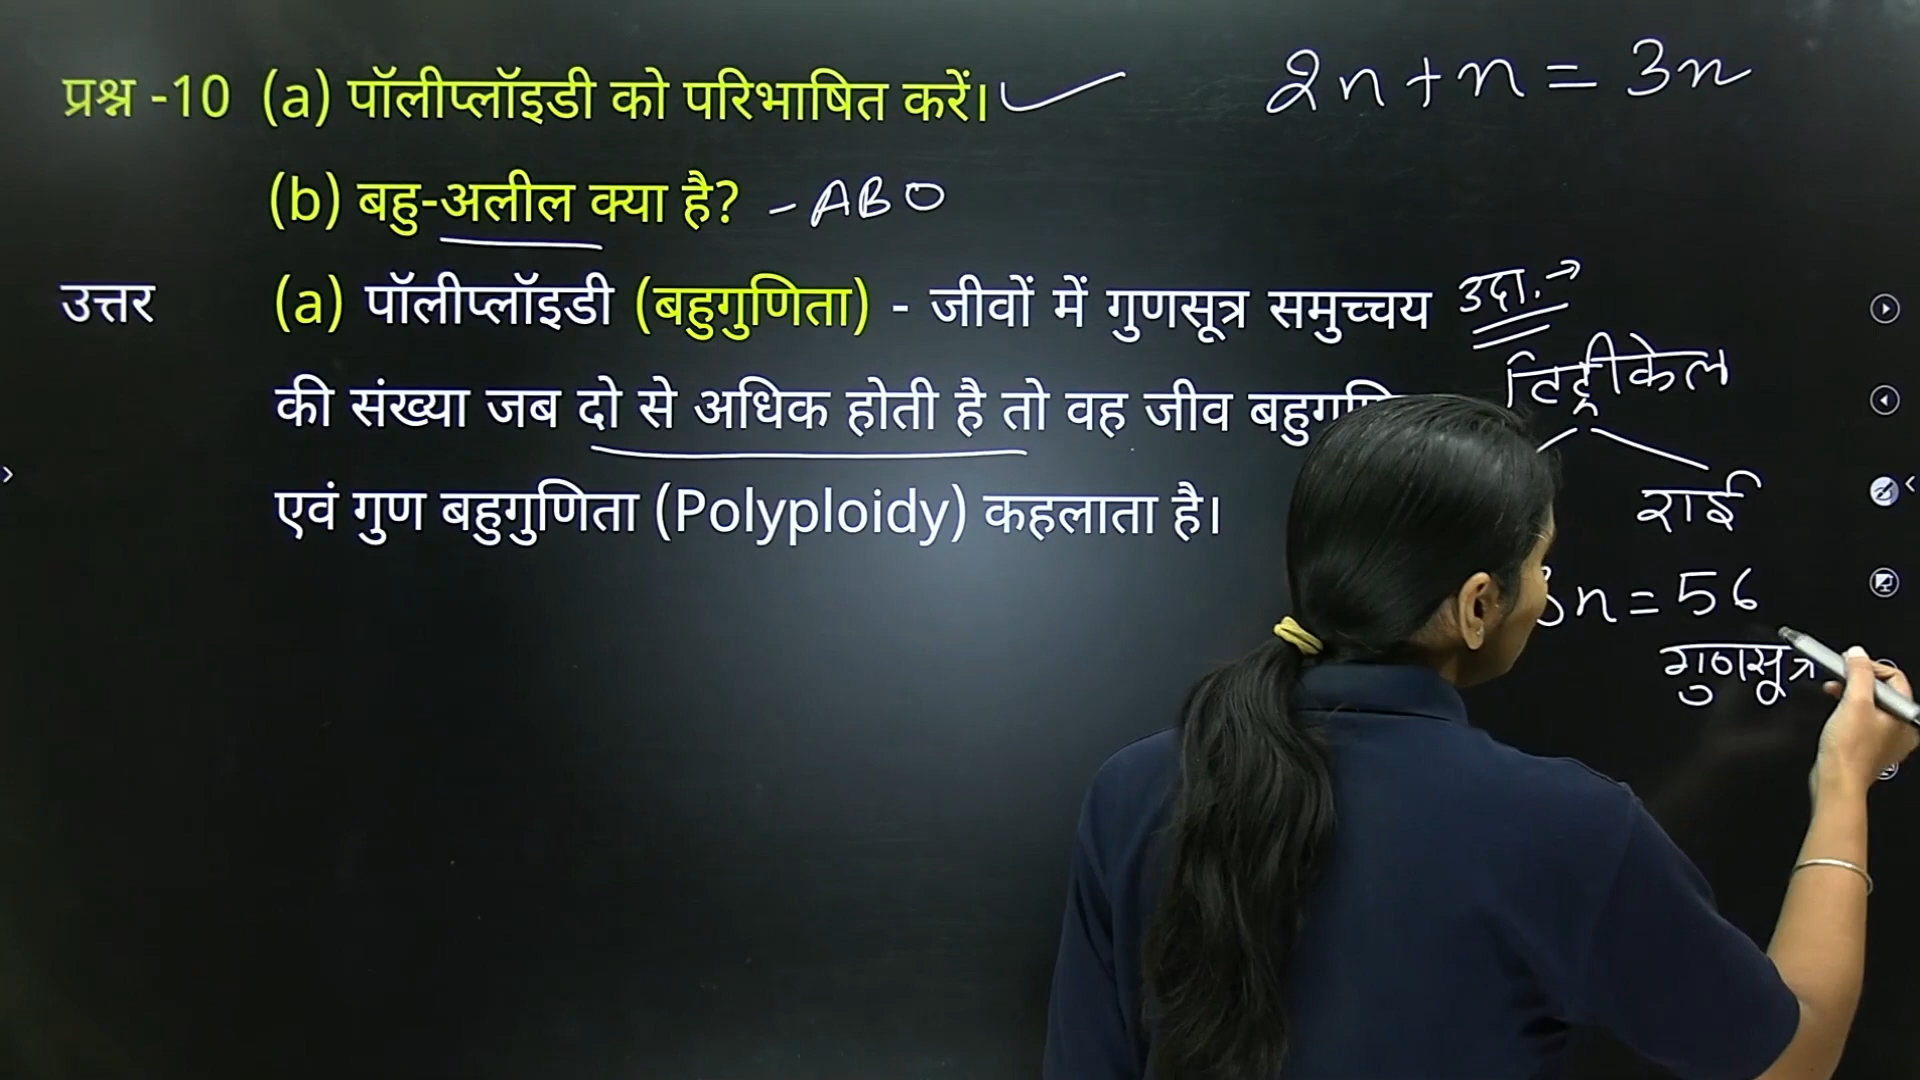 प्रश्न -10 (a) पॉलीप्लॉइडी को परिभाषित करें।
2n+n = 3n
(b) बहु-अलील क्या है? - ABO
उत्तर (a) पॉलीप्लॉइडी (बहुगुणिता) - जीवों में गुणसूत्र समुच्चय
की संख्या जब दो से अधिक होती है तो वह जीव
एवं गुण बहुगुणिता (Polyploidy) कहलाता है।
उदा. →
राई
n = 56
गुणसूत्र